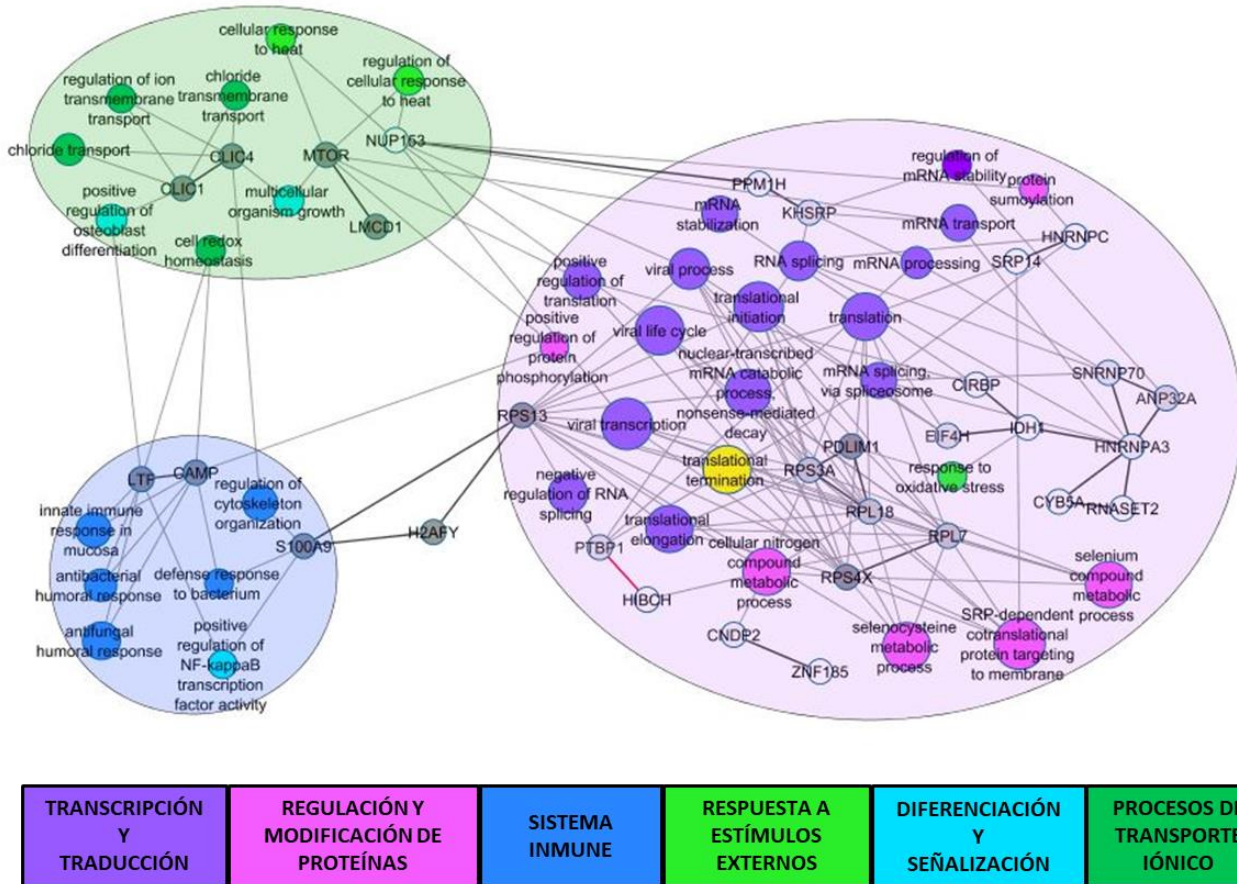 cellular response
to heat
regulation of
cellular response
to heat
regulation of ion
transmembrane
transport
chloride
transmembrane
transport
chloride transport
CLIC4
MTOR
NUP153
CLIC1
positive
regulation of
osteoblast
differentiation
multicellular
organism growth
LMCD1
cell redox
homeostasis
PPM1H
regulation of
mRNA stability
protein
sumoylation
mRNA
stabilization
KHSRP
mRNA transport
HNRNPC
positive
regulation of
translation
viral process
RNA splicing
mRNA processing
SRP14
translational
initiation
translation
viral life cycle
positive
regulation of
protein
phosphorylation
nuclear-transcribed
mRNA catabolic
process,
nonsense-mediated
decay
mRNA splicing,
via spliceosome
CIRBP
SNRNP70
ANP32A
RPS13
viral transcription
PDLIM1
EIF4H
IDH1
HNRNPA3
translational
termination
RPS3A
response to
oxidative stress
CYB5A
RNASET2
negative
regulation of RNA
splicing
translational
elongation
RPL18
RPL7
PTBP1
cellular nitrogen
compound
metabolic
process
RPS4X
selenium
compound
metabolic
process
HIBCH
CNDP2
ZNF185
selenocysteine
metabolic
process
SRP-dependent
cotranslational
protein targeting
to membrane
LTF
CAMP
regulation of
cytoskeleton
organization
innate immune
response in
mucosa
S100A9
H2AFY
antibacterial
humoral response
defense response
to bacterium
antifungal
humoral response
positive
regulation of
NF-kappaB
transcription
factor activity
TRANSCRIPCIÓN
Y
TRADUCCIÓN
REGULACIÓN Y
MODIFICACIÓN DE
PROTEÍNAS
SISTEMA
INMUNE
RESPUESTA A
ESTÍMULOS
EXTERNOS
DIFERENCIACIÓN
Y
SEÑALIZACIÓN
PROCESOS DE
TRANSPORTE
IÓNICO